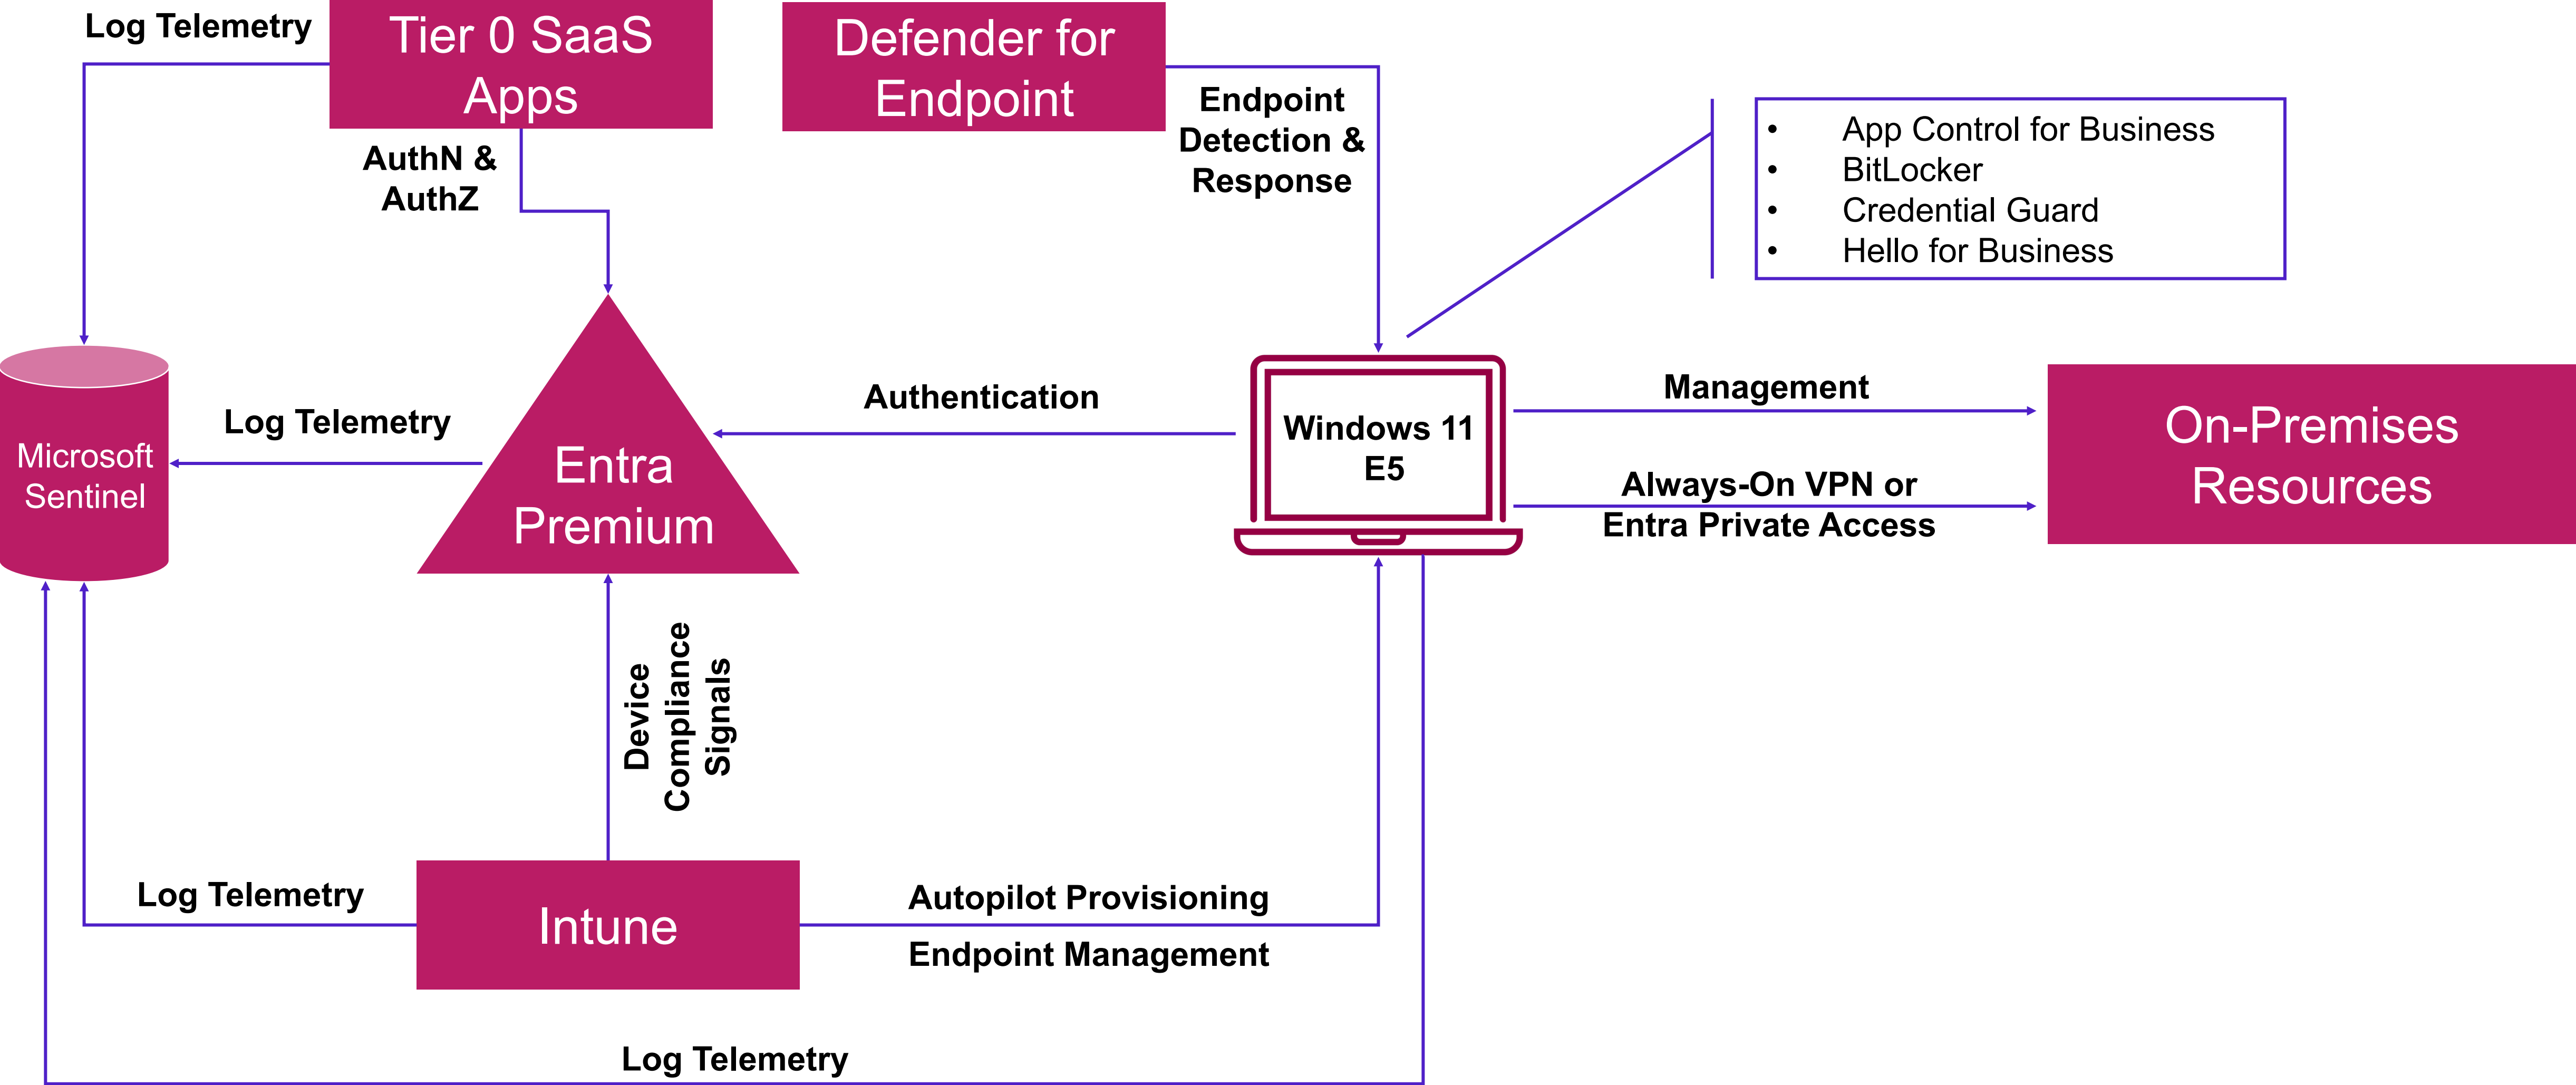 Log Telemetry
Tier 0 SaaS
Apps
Defender for
Endpoint
Endpoint
Detection &
Response
• App Control for Business
• BitLocker
• Credential Guard
• Hello for Business
AuthN &
AuthZ
Microsoft
Sentinel
Log Telemetry
Entra
Premium
Authentication
Windows 11
E5
Management
Always-On VPN or
Entra Private Access
On-Premises
Resources
Device
Compliance
Signals
Log Telemetry
Intune
Autopilot Provisioning
Endpoint Management
Log Telemetry